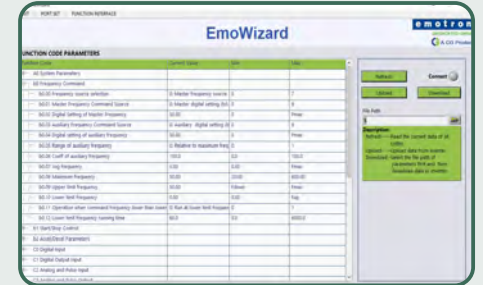 PORT SET | FUNCTION INTERFACE
EmoWizard
emotron
FUNCTION CODE PARAMETERS
Function Code Current Value Min Max
A0 System Parameters
b0 Frequency Command
b0.00 Frequency source selection 0: Master frequency source 0 7
b0.01 Master Frequency Command Source 0: Master digital setting 0
b0.02 Digital Setting of Master Frequency 50.00 0 Fmax
b0.03 Auxiliary Frequency Command Source 0: Auxiliary digital setting 0
b0.04 Digital setting of auxiliary frequency 50.00 0 Fmax
b0.05 Range of auxiliary frequency 0: Relative to maximum freq 0 1
b0.06 Coeff of auxiliary frequency 100.0 0.0 100.0
b0.07 Jog frequency 5.00 0.00 Fmax
b0.08 Maximum frequency 50.00 20.00 600.00
b0.09 Upper limit frequency 50.00 Fdown Fmax
b0.10 Lower limit frequency 0.00 0.00 Fup
b0.11 Operation when command frequency lower than lower 0: Run at lower limit frequen 0 1
b0.12 Lower limit frequency running time 60.0 0.0 6000.0
b1 Start/Stop Control
b2 Accel/Decel Parameters
C0 Digital Input
C1 Digital Output Input
C2 Analog and Pulse Input
C3 Analog and Pulse Output
Refresh Connect
Upload Download
File Path:
Description:
Refresh: Read the current data of all codes.
Upload: Upload data from inverter.
Download: Select the file path of
parameters first and then
download data to inverter.